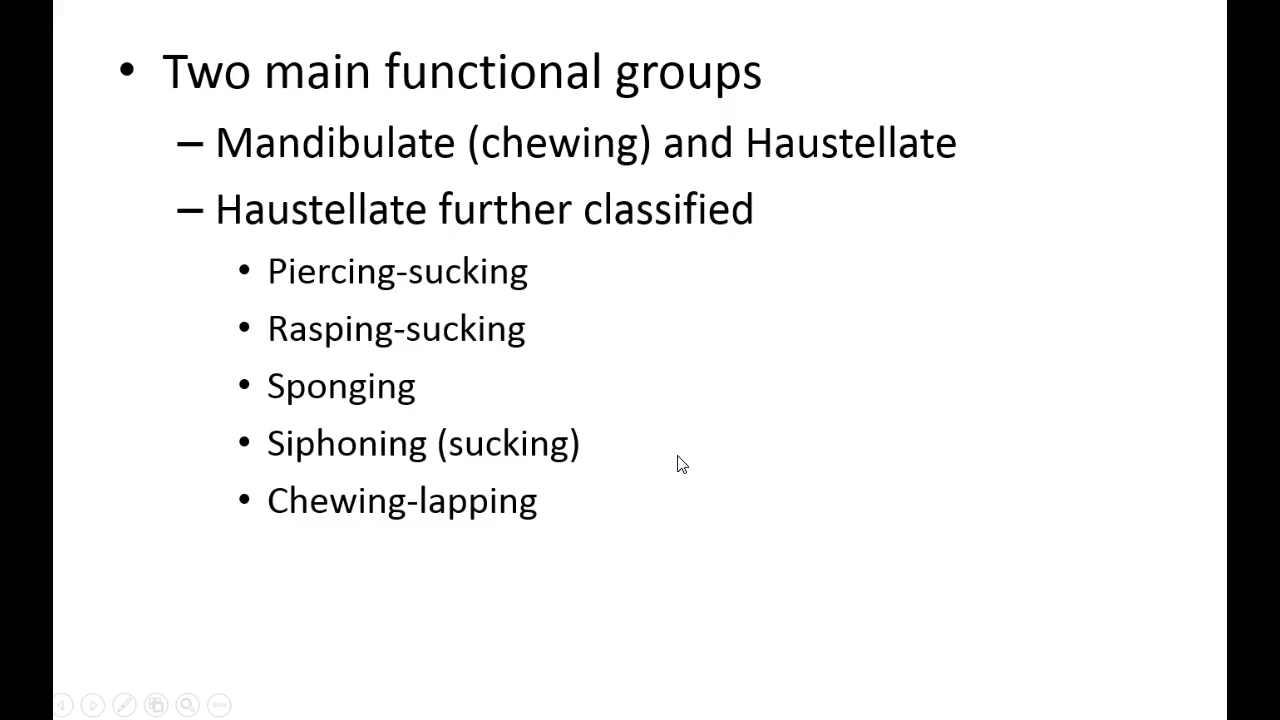 • Two main functional groups
– Mandibulate (chewing) and Haustellate
– Haustellate further classified
• Piercing-sucking
• Rasping-sucking
• Sponging
• Siphoning (sucking)
• Chewing-lapping